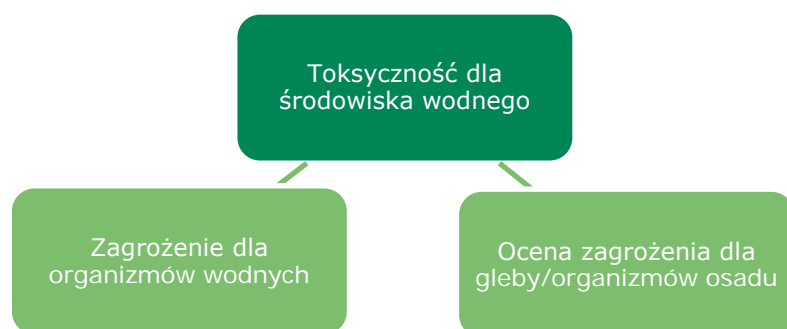 Toksyczność dla
środowiska wodnego
Zagrożenie dla
organizmów wodnych
Ocena zagrożenia dla
gleby/organizmów osadu